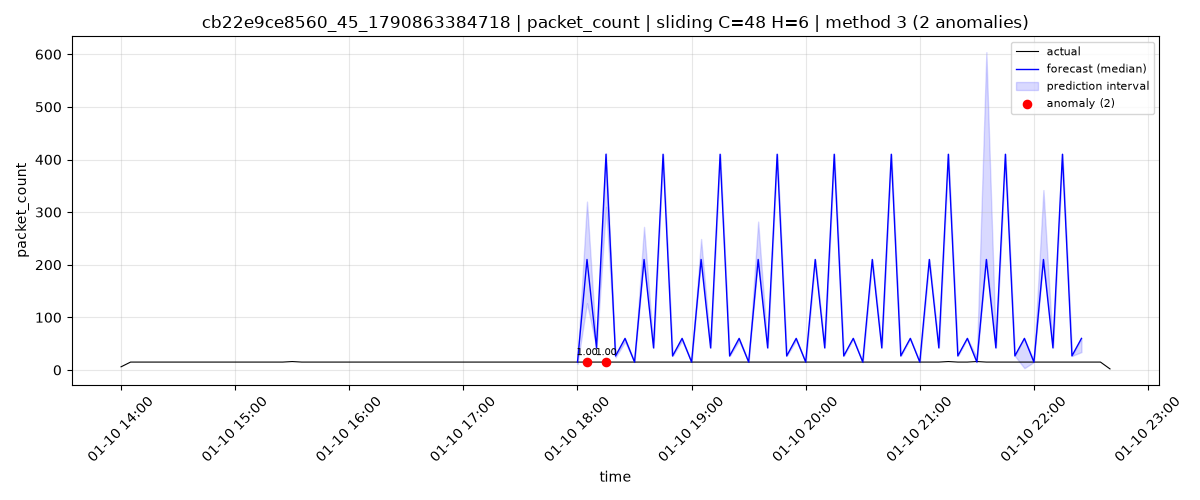 cb22e9ce8560_45_1790863384718 | packet_count | sliding C=48 H=6 | method 3 (2 anomalies)
actual
forecast (median)
prediction interval
anomaly (2)
600
500
400
300
200
100
0
packet_count
1.00
1.00
01-10 14:00
01-10 15:00
01-10 16:00
01-10 17:00
01-10 18:00
01-10 19:00
01-10 20:00
01-10 21:00
01-10 22:00
01-10 23:00
time